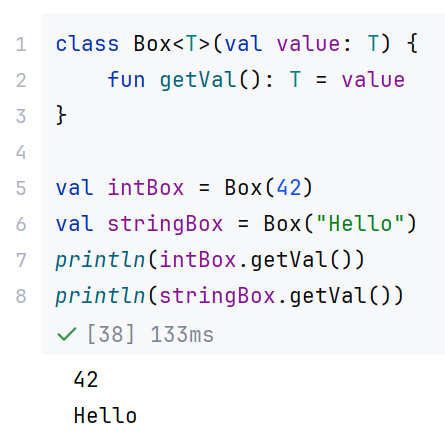 1 class Box<T>(val value: T) {
2     fun getVal(): T = value
3 }
4
5 val intBox = Box(42)
6 val stringBox = Box("Hello")
7 println(intBox.getVal())
8 println(stringBox.getVal())
✓ [38] 133ms
42
Hello